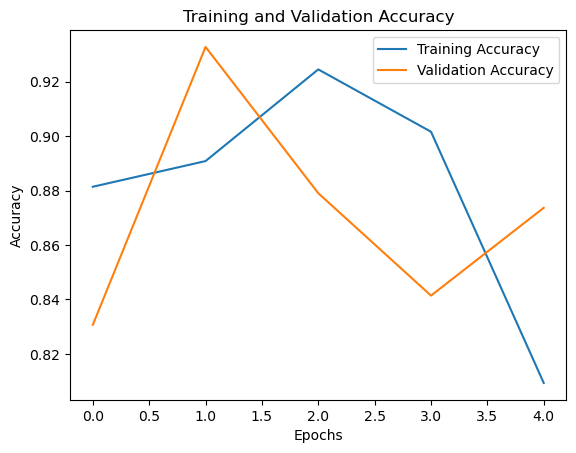 Training and Validation Accuracy
Training Accuracy
Validation Accuracy
Accuracy
0.92
0.90
0.88
0.86
0.84
0.82
0.0 0.5 1.0 1.5 2.0 2.5 3.0 3.5 4.0
Epochs